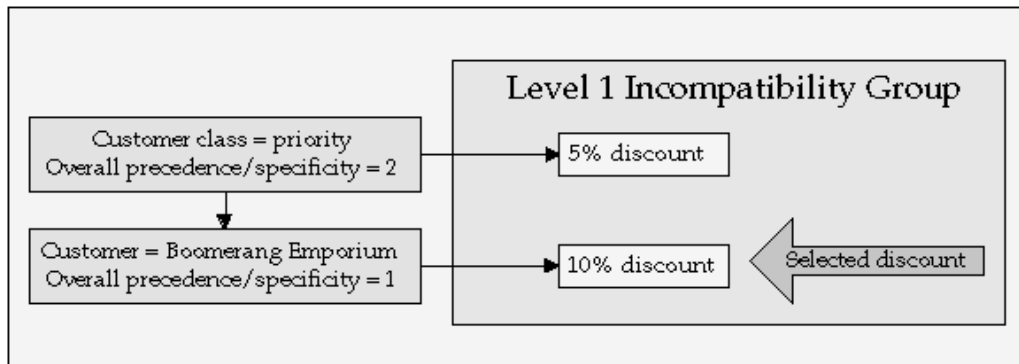 Level 1 Incompatibility Group
Customer class = priority
Overall precedence/specificity = 2
5% discount
Customer = Boomerang Emporium
Overall precedence/specificity = 1
10% discount
Selected discount